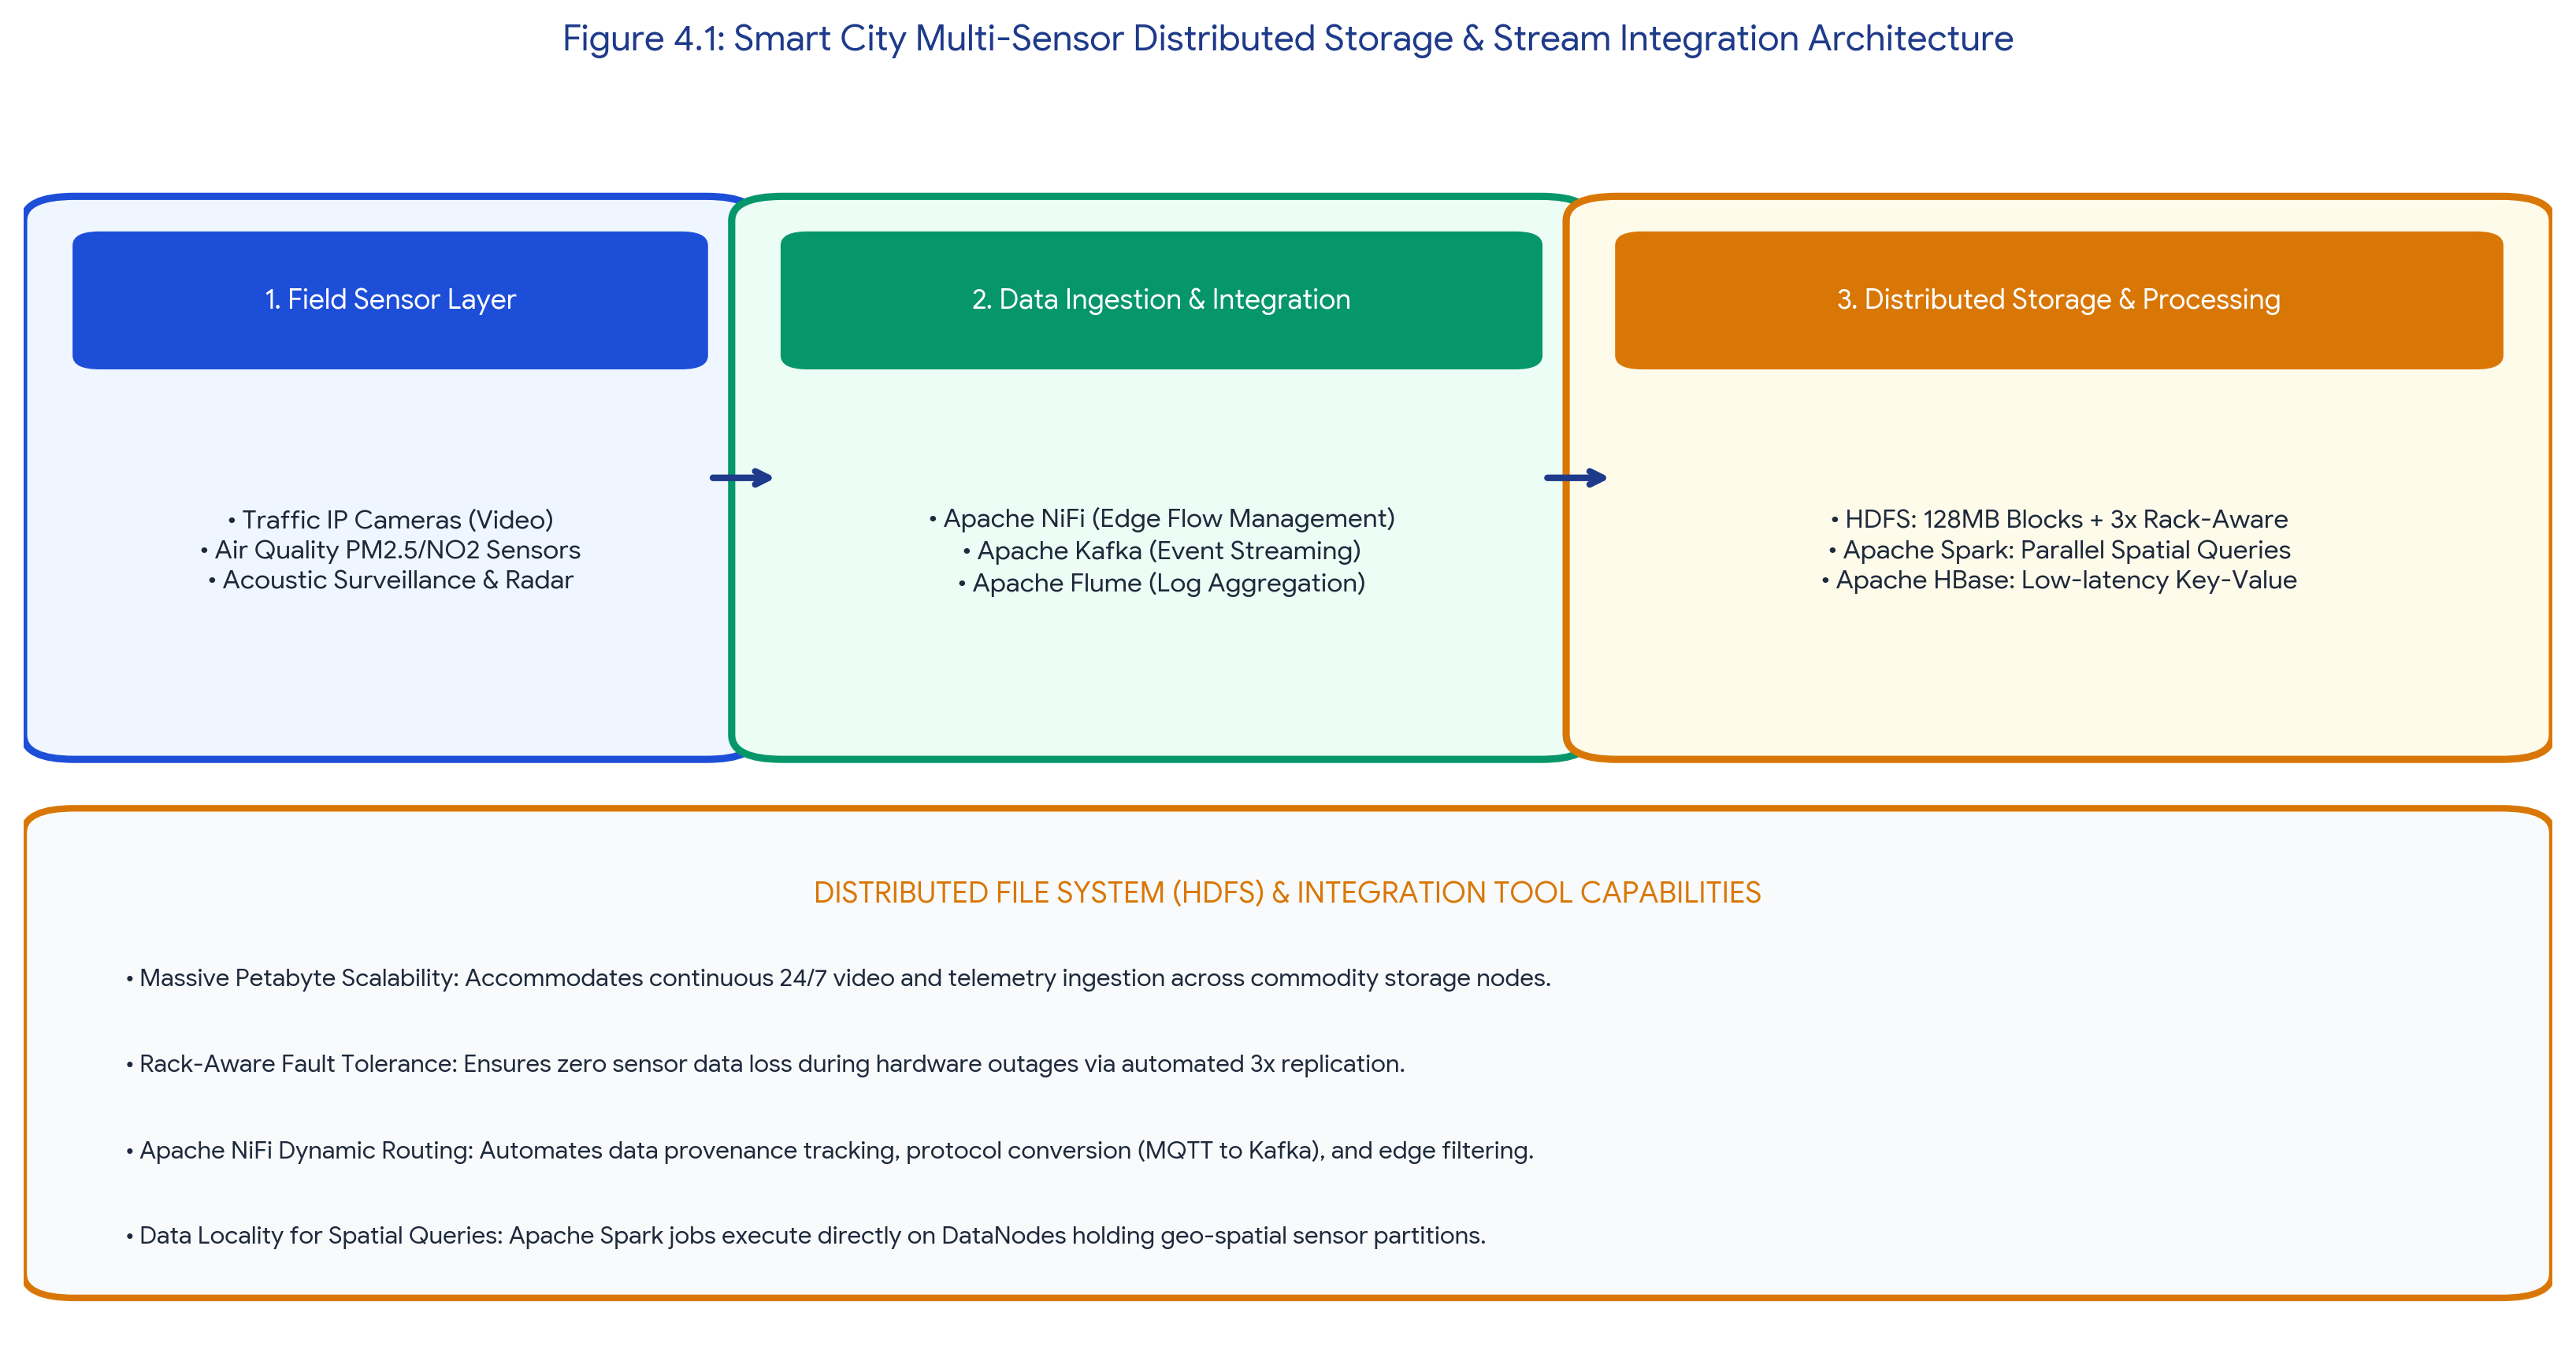 Figure 4.1: Smart City Multi-Sensor Distributed Storage & Stream Integration Architecture
1. Field Sensor Layer
• Traffic IP Cameras (Video)
• Air Quality PM2.5/NO2 Sensors
• Acoustic Surveillance & Radar
2. Data Ingestion & Integration
• Apache NiFi (Edge Flow Management)
• Apache Kafka (Event Streaming)
• Apache Flume (Log Aggregation)
3. Distributed Storage & Processing
• HDFS: 128MB Blocks + 3x Rack-Aware
• Apache Spark: Parallel Spatial Queries
• Apache HBase: Low-latency Key-Value
DISTRIBUTED FILE SYSTEM (HDFS) & INTEGRATION TOOL CAPABILITIES
• Massive Petabyte Scalability: Accommodates continuous 24/7 video and telemetry ingestion across commodity storage nodes.
• Rack-Aware Fault Tolerance: Ensures zero sensor data loss during hardware outages via automated 3x replication.
• Apache NiFi Dynamic Routing: Automates data provenance tracking, protocol conversion (MQTT to Kafka), and edge filtering.
• Data Locality for Spatial Queries: Apache Spark jobs execute directly on DataNodes holding geo-spatial sensor partitions.